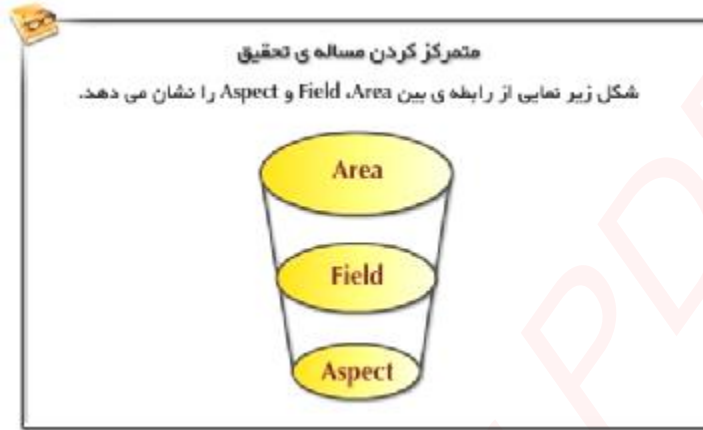 متمرکز کردن مساله ی تحقیق
شکل زیر نمایی از رابطه ی بین Field ،Area و Aspect را نشان می دهد.
Area
Field
Aspect